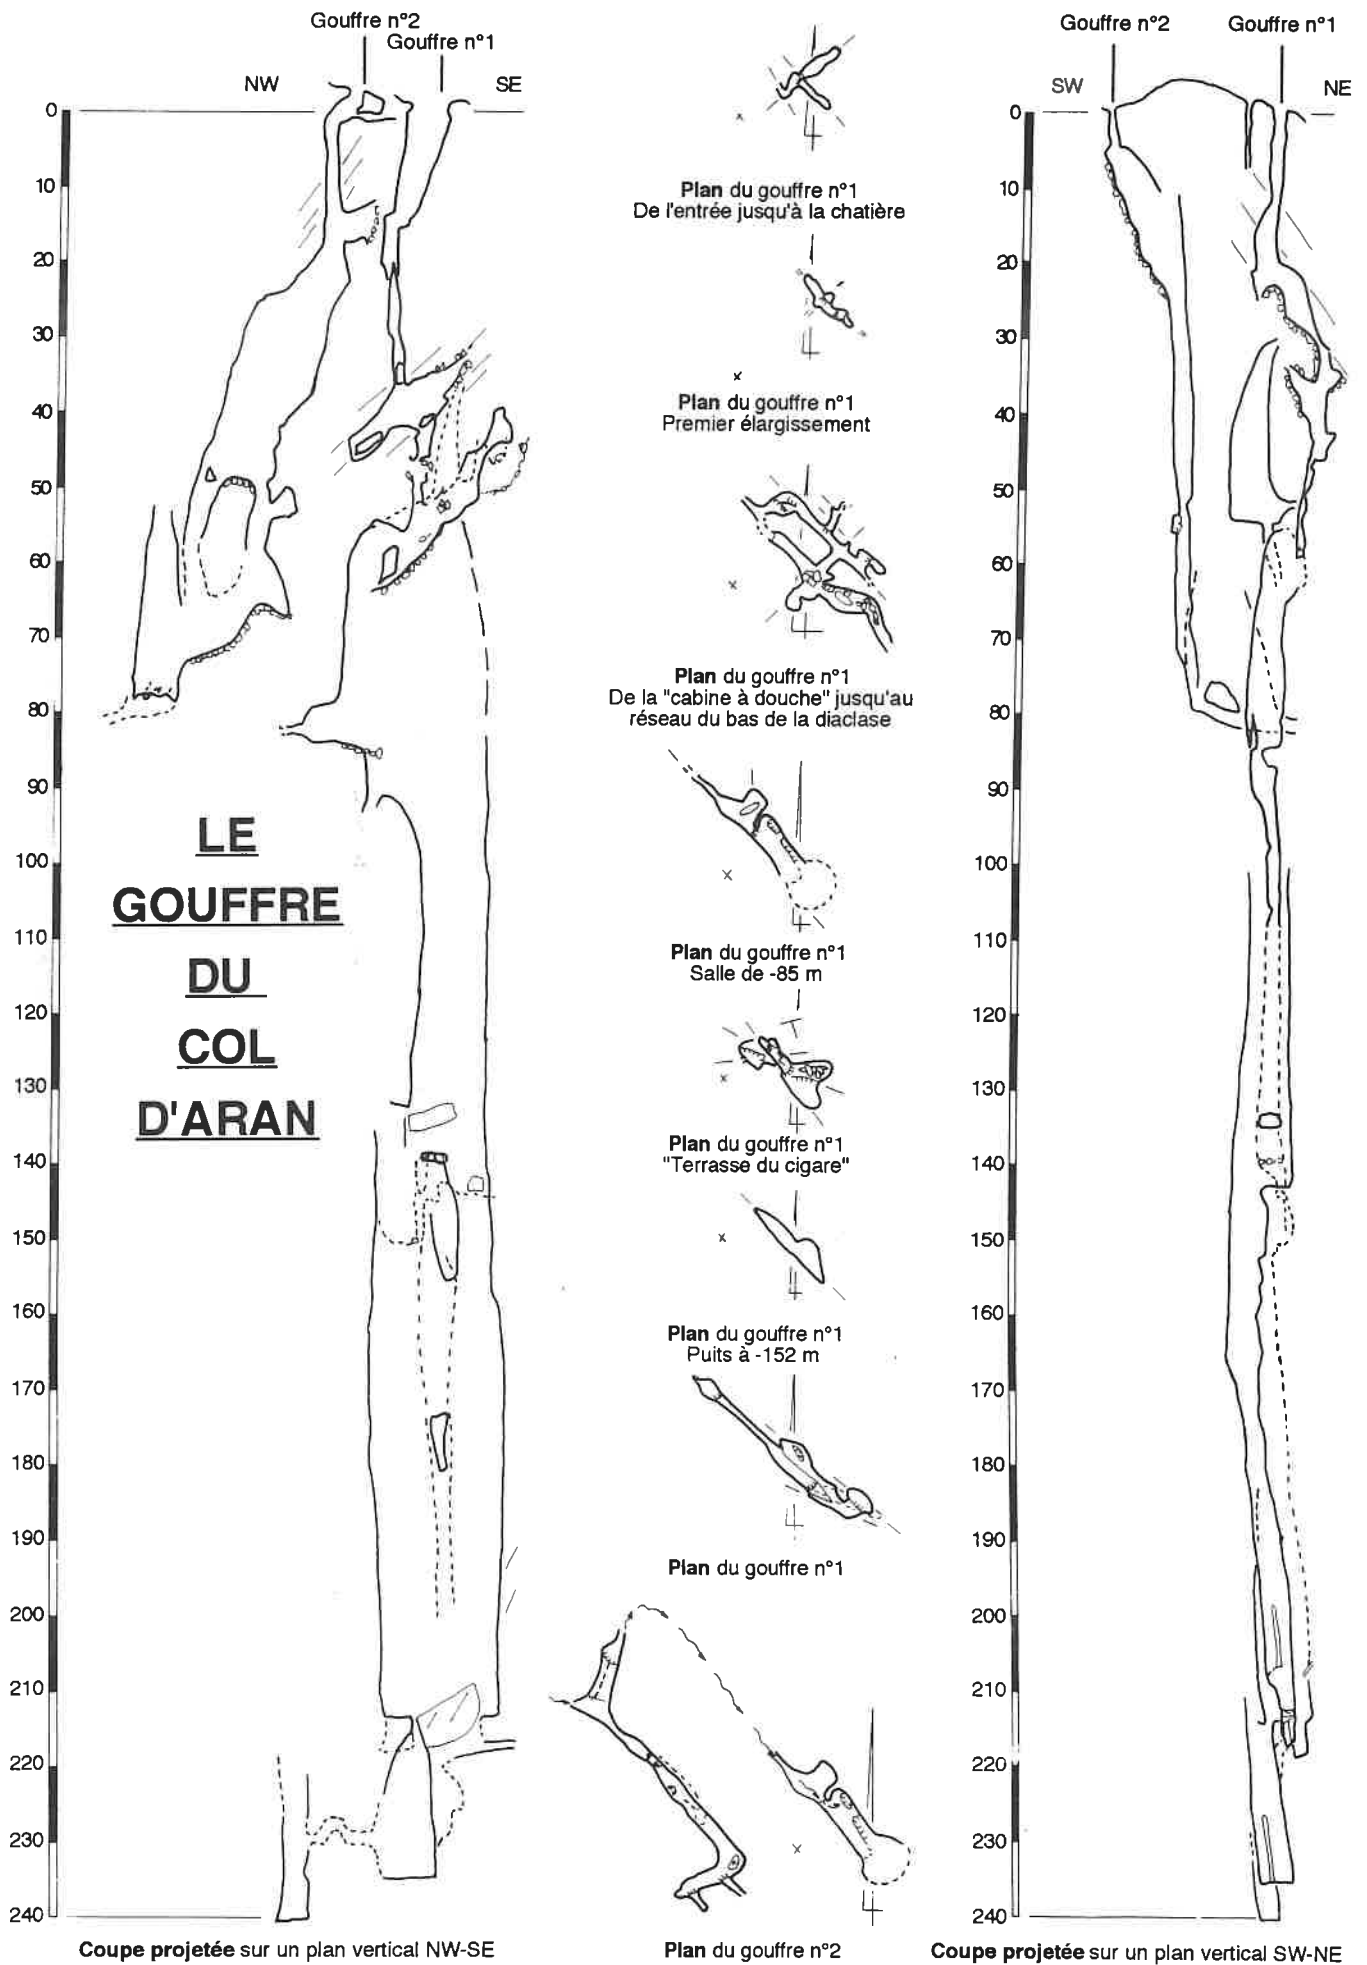 Gouffre n°2
Gouffre n°1
NW
SE
0
10
20
30
40
50
60
70
80
90
100
110
120
130
140
150
160
170
180
190
200
210
220
230
240
LE
GOUFFRE
DU
COL
D'ARAN
Coupe projetée sur un plan vertical NW-SE
Plan du gouffre n°1
De l'entrée jusqu'à la chatière
Plan du gouffre n°1
Premier élargissement
Plan du gouffre n°1
De la "cabine à douche" jusqu'au
réseau du bas de la diaclase
Plan du gouffre n°1
Salle de -85 m
Plan du gouffre n°1
"Terrasse du cigare"
Plan du gouffre n°1
Puits à -152 m
Plan du gouffre n°1
Plan du gouffre n°2
Gouffre n°2
Gouffre n°1
SW
NE
0
10
20
30
40
50
60
70
80
90
100
110
120
130
140
150
160
170
180
190
200
210
220
230
240
Coupe projetée sur un plan vertical SW-NE